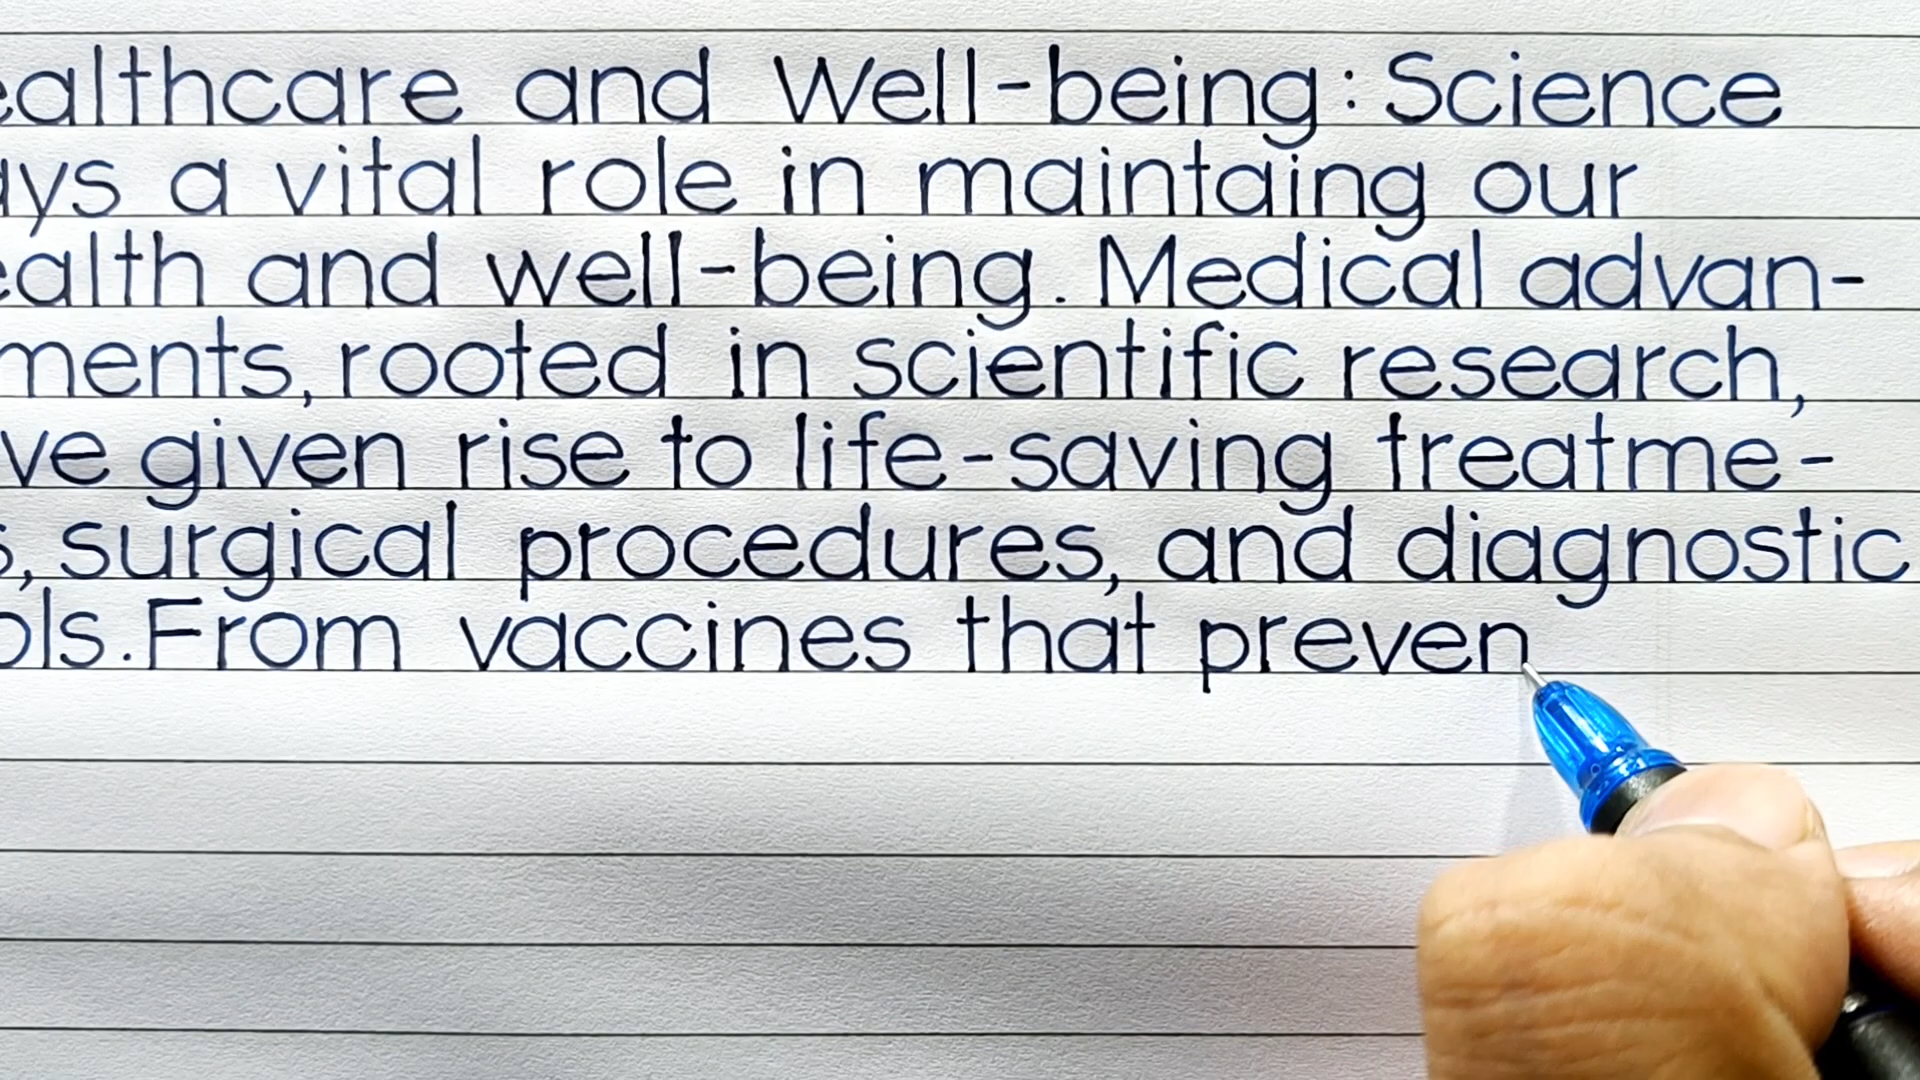 ealthcare and Well-being: Science
ays a vital role in maintaing our
ealth and well-being. Medical advan-
ments, rooted in scientific research,
ve given rise to life-saving treatme-
s, surgical procedures, and diagnostic
ols. From vaccines that preven